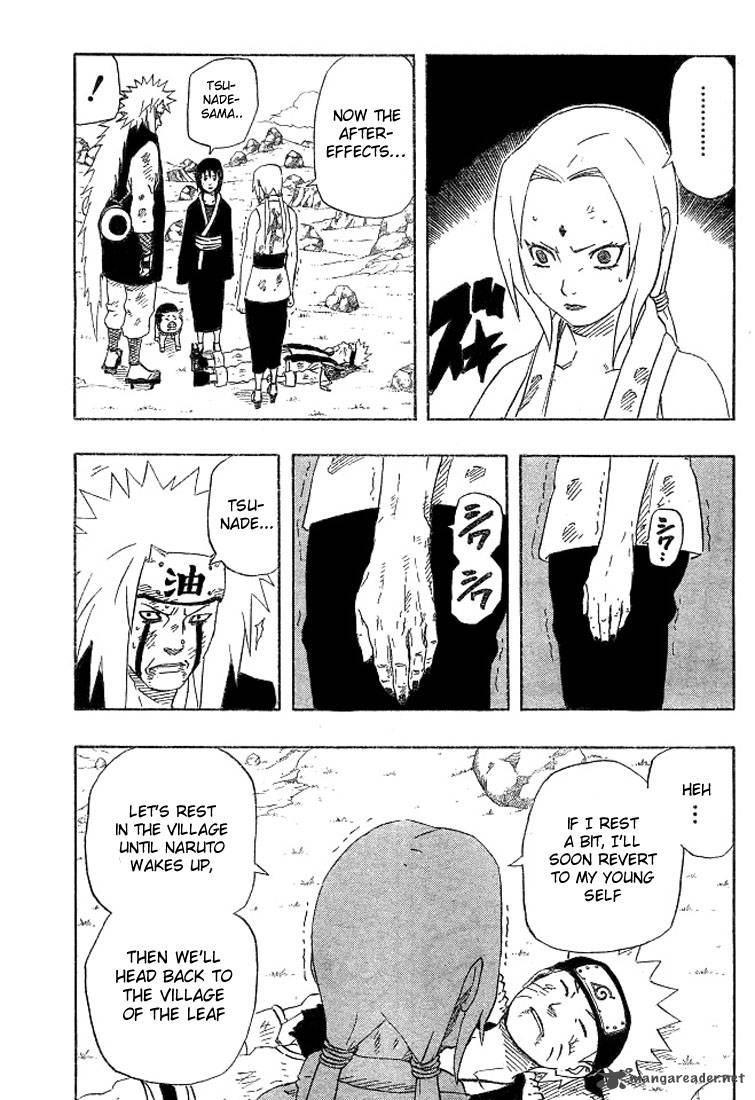 ..........
ズ
キ
NOW THE
AFTER-
EFFECTS...
TSU-
NADE-
SAMA..
!
シワ...
シワ
シワ
TSU-
NADE...
油
HEH
...
IF I REST
A BIT, I'LL
SOON REVERT
TO MY YOUNG
SELF
LET'S REST
IN THE VILLAGE
UNTIL NARUTO
WAKES UP,
THEN WE'LL
HEAD BACK TO
THE VILLAGE
OF THE LEAF
mangareader.net